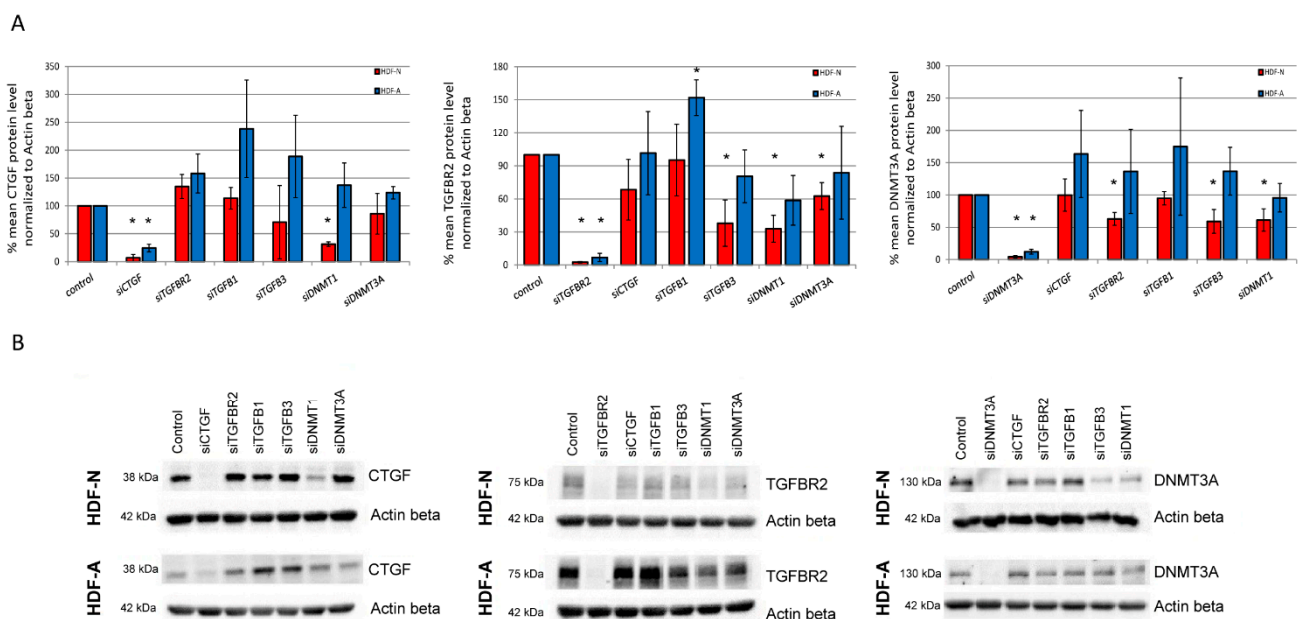 A
% mean CTGF protein level
normalized to Actin beta
350
300
250
200
150
100
50
0
HDF-N
HDF-A
* * *
control
siCTGF
siTGFBR2
siTGFB1
siTGFB3
siDNMT1
siDNMT3A
% mean TGFBR2 protein level
normalized to Actin beta
180
150
120
90
60
30
0
HDF-N
HDF-A
* * * * * *
control
siTGFBR2
siCTGF
siTGFB1
siTGFB3
siDNMT1
siDNMT3A
% mean DNMT3A protein level
normalized to Actin beta
300
250
200
150
100
50
0
HDF-N
HDF-A
* * * * *
control
siDNMT3A
siCTGF
siTGFBR2
siTGFB1
siTGFB3
siDNMT1
B
Control
siCTGF
siTGFBR2
siTGFB1
siTGFB3
siDNMT1
siDNMT3A
HDF-N
38 kDa CTGF
42 kDa Actin beta
HDF-A
38 kDa CTGF
42 kDa Actin beta
Control
siTGFBR2
siCTGF
siTGFB1
siTGFB3
siDNMT1
siDNMT3A
HDF-N
75 kDa TGFBR2
42 kDa Actin beta
HDF-A
75 kDa TGFBR2
42 kDa Actin beta
Control
siDNMT3A
siCTGF
siTGFBR2
siTGFB1
siTGFB3
siDNMT1
HDF-N
130 kDa DNMT3A
42 kDa Actin beta
HDF-A
130 kDa DNMT3A
42 kDa Actin beta